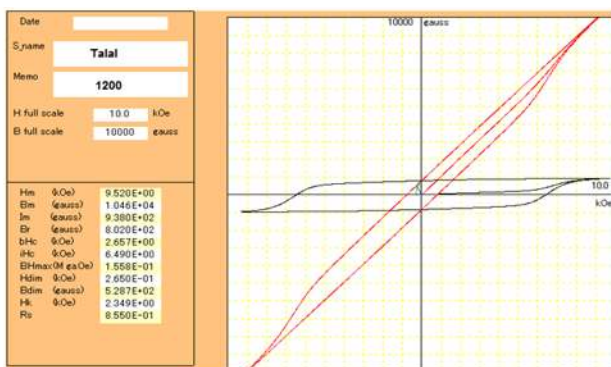 Date
S_name Talal
Memo 1200
H full scale 10.0 kOe
B full scale 10000 gauss
Hm (kOe) 9.520E+00
Bm (gauss) 1.046E+04
Im (gauss) 9.380E+02
Br (gauss) 8.020E+02
bHc (kOe) 2.657E+00
iHc (kOe) 6.490E+00
BHmax(MgaOe) 1.558E-01
Hdim (kOe) 2.650E-01
Bdim (gauss) 5.287E+02
Hk (kOe) 2.349E+00
Rs 8.550E-01
10000 gauss
10.0
kOe